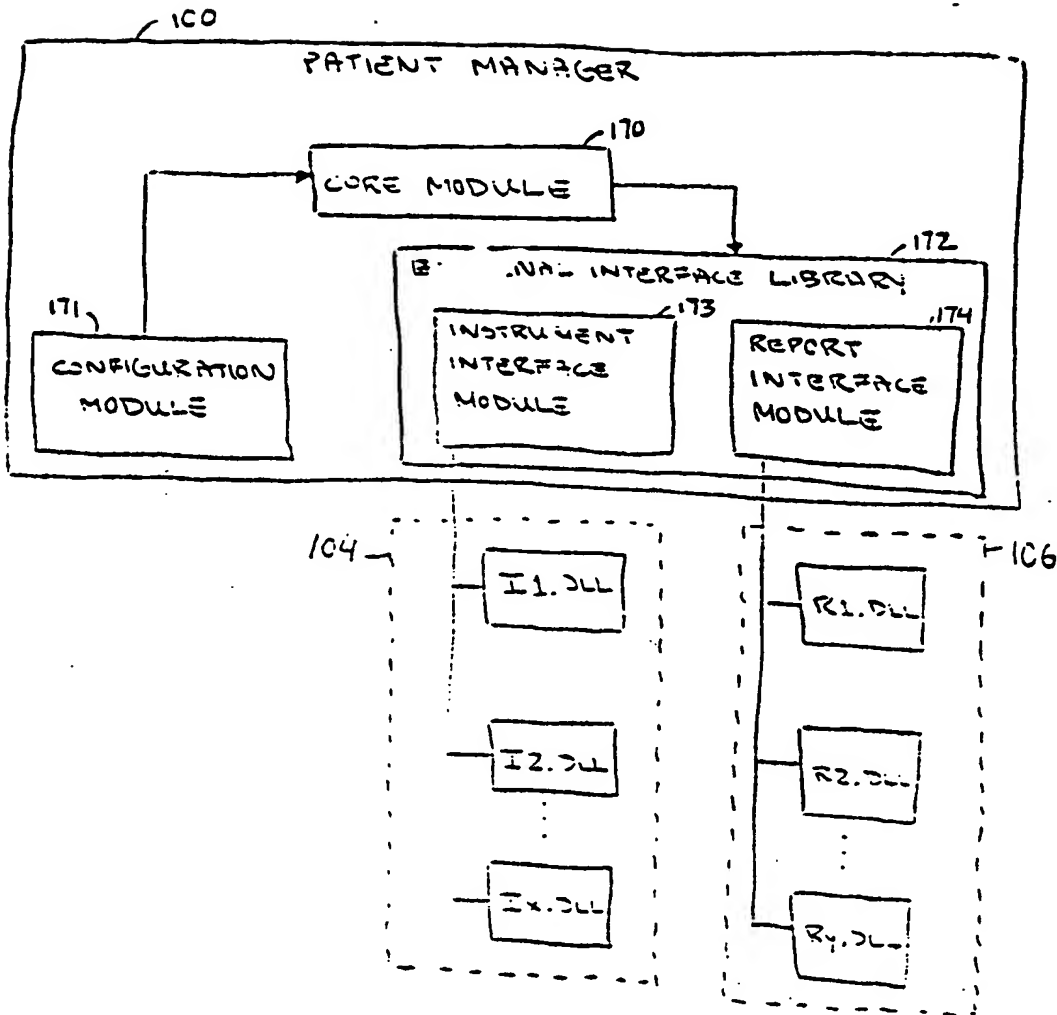 100
PATIENT MANAGER
170
CORE MODULE
172
INTERFACE LIBRARY
171
CONFIGURATION
MODULE
173
INSTRUMENT
INTERFACE
MODULE
174
REPORT
INTERFACE
MODULE
104
I1.DLL
I2.DLL
Ix.DLL
106
R1.DLL
R2.DLL
Ry.DLL